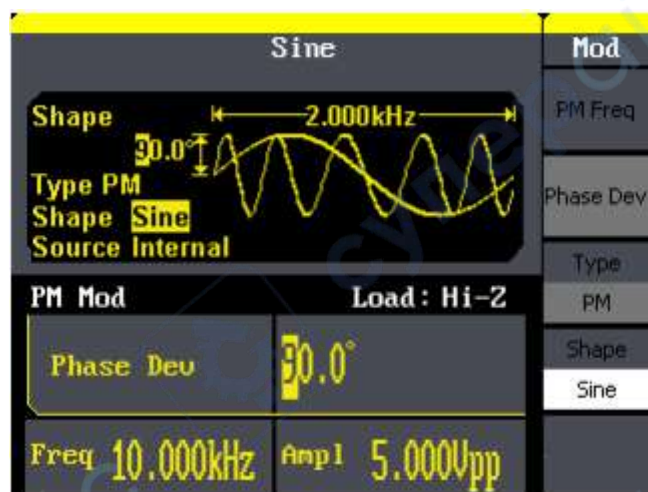 Sine
Mod
Shape
2.000kHz
90.0°
Type PM
Shape Sine
Source Internal
PM Mod
Load: Hi-Z
Phase Dev
90.0°
Freq 10.000kHz
Ampl 5.000Vpp
PM Freq
Phase Dev
Type
PM
Shape
Sine